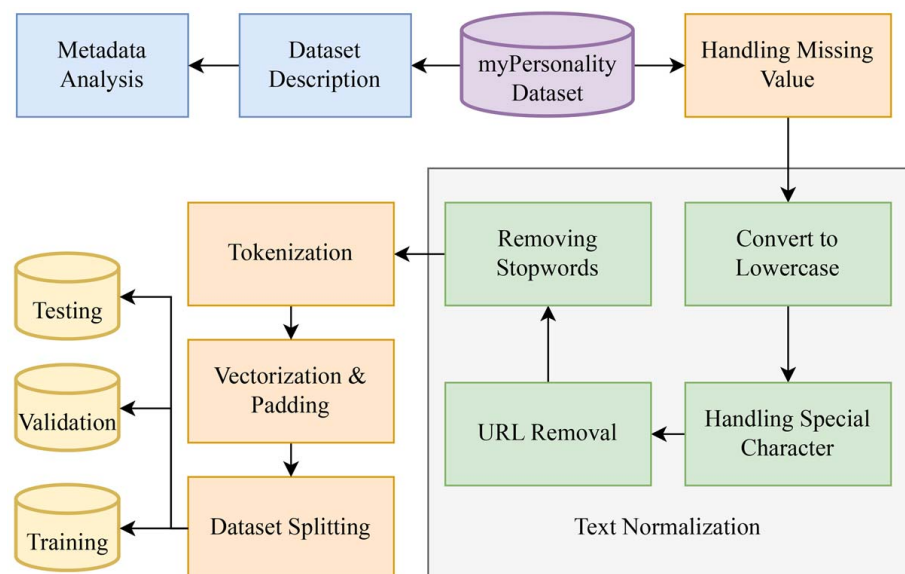 Metadata
Analysis
Dataset
Description
myPersonality
Dataset
Handling Missing
Value
Tokenization
Removing
Stopwords
Convert to
Lowercase
Testing
Vectorization &
Padding
Validation
URL Removal
Handling Special
Character
Training
Dataset Splitting
Text Normalization